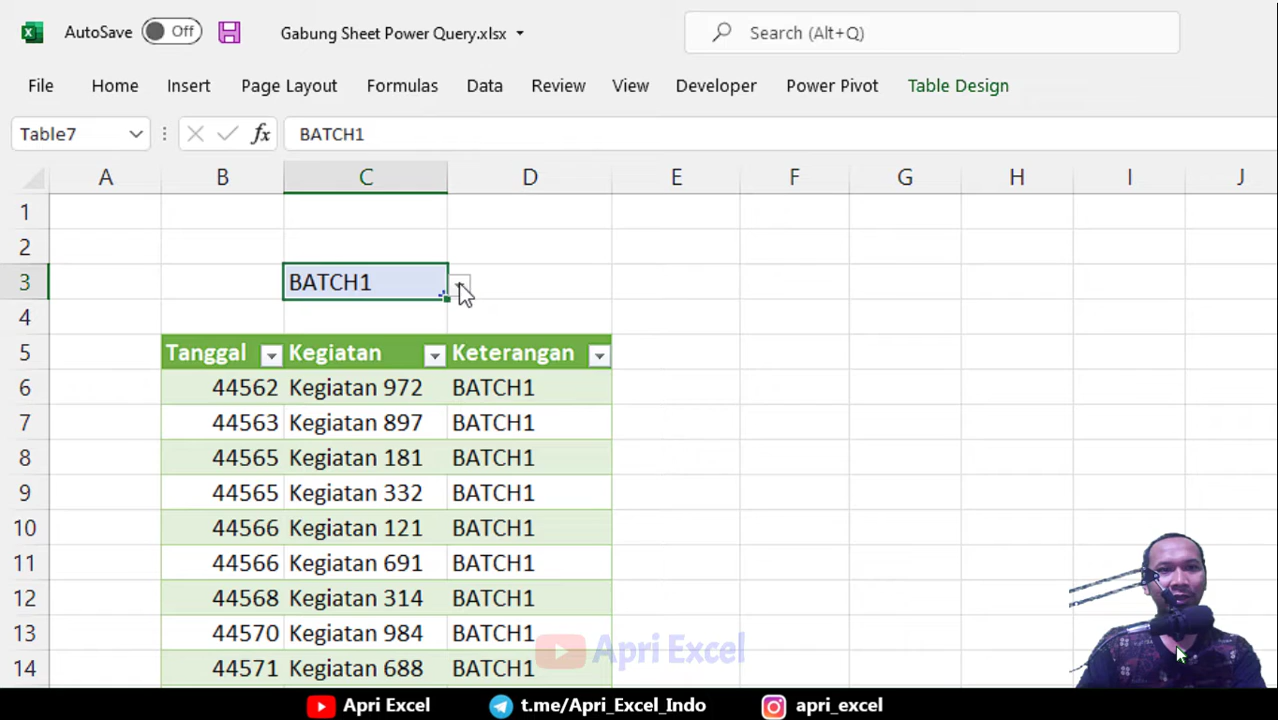 AutoSave Off Gabung Sheet Power Query.xlsx Search (Alt+Q)
File Home Insert Page Layout Formulas Data Review View Developer Power Pivot Table Design
Table7 fx BATCH1
A B C D E F G H I J
1
2
3 BATCH1
4
5 Tanggal Kegiatan Keterangan
6 44562 Kegiatan 972 BATCH1
7 44563 Kegiatan 897 BATCH1
8 44565 Kegiatan 181 BATCH1
9 44565 Kegiatan 332 BATCH1
10 44566 Kegiatan 121 BATCH1
11 44566 Kegiatan 691 BATCH1
12 44568 Kegiatan 314 BATCH1
13 44570 Kegiatan 984 BATCH1
Apri Excel
14 44571 Kegiatan 688 BATCH1
Apri Excel t.me/Apri_Excel_Indo apri_excel